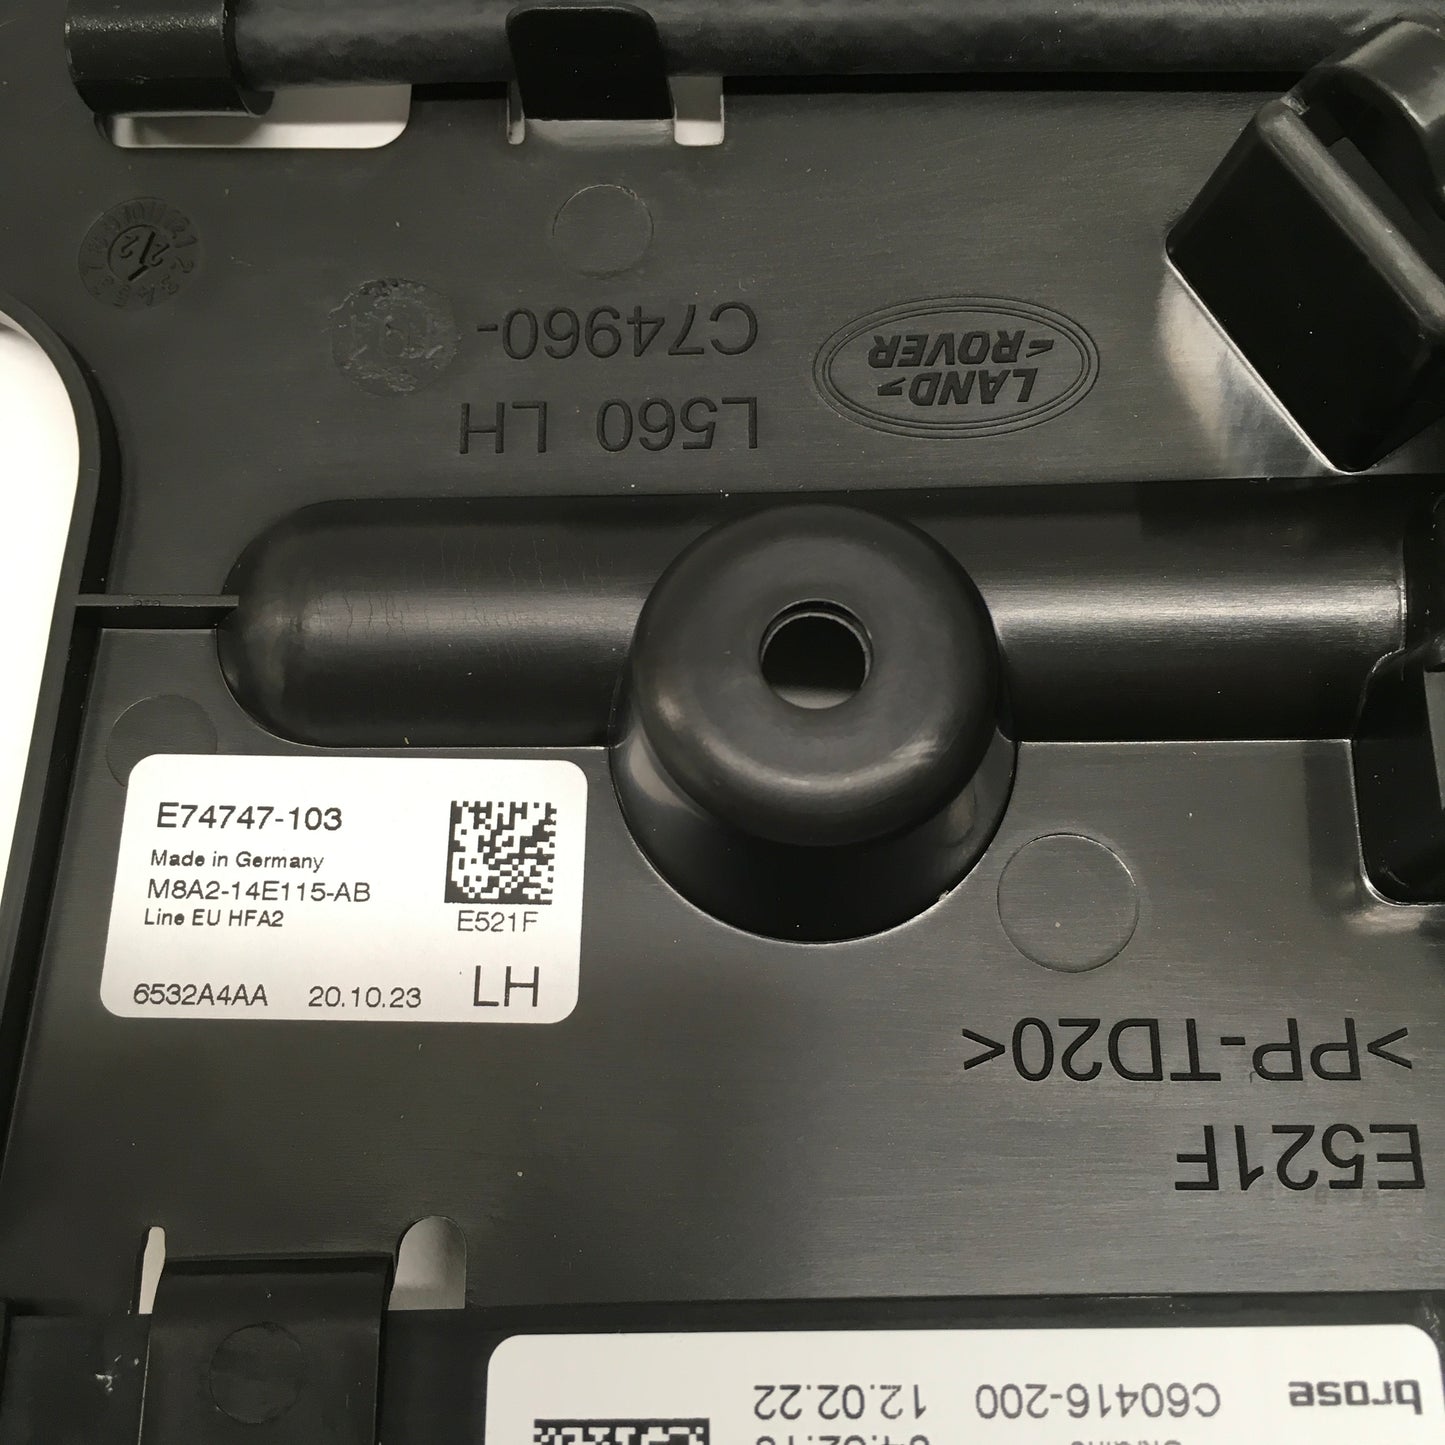 C74960-
L560 LH
LAND-
-ROVER
E74747-103
Made in Germany
M8A2-14E115-AB
Line EU HFA2
E521F
6532A4AA 20.10.23 LH
>PP-TD20<
E521F
brose C60416-200 12.02.22